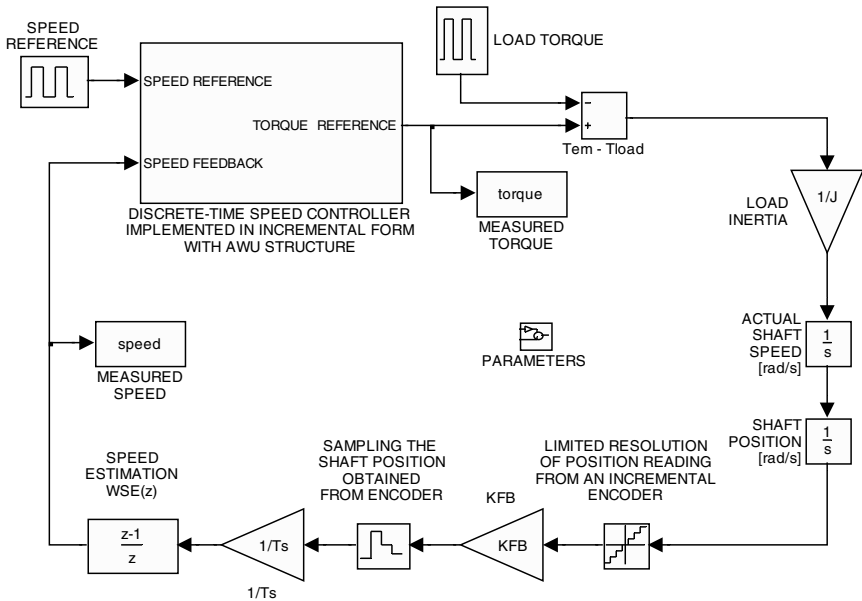 SPEED
REFERENCE
SPEED REFERENCE
TORQUE REFERENCE
SPEED FEEDBACK
DISCRETE-TIME SPEED CONTROLLER
IMPLEMENTED IN INCREMENTAL FORM
WITH AWU STRUCTURE
LOAD TORQUE
−
+
Tem - Tload
torque
MEASURED
TORQUE
1/J
LOAD
INERTIA
speed
MEASURED
SPEED
PARAMETERS
ACTUAL
SHAFT
SPEED
[rad/s]
1
s
SHAFT
POSITION
[rad/s]
1
s
SPEED
ESTIMATION
WSE(z)
z-1
z
1/Ts
1/Ts
SAMPLING THE
SHAFT POSITION
OBTAINED
FROM ENCODER
KFB
KFB
LIMITED RESOLUTION
OF POSITION READING
FROM AN INCREMENTAL
ENCODER